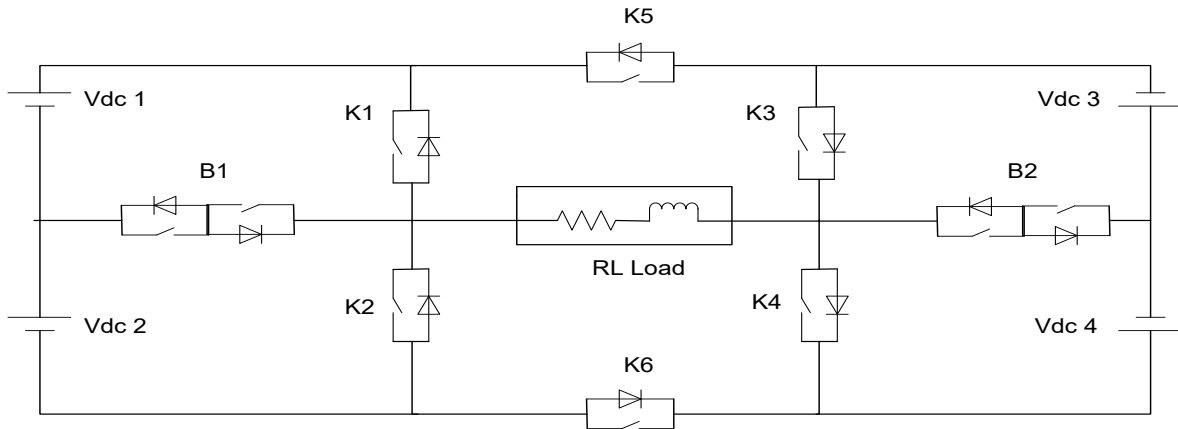 K5
Vdc 1
K1
K3
Vdc 3
B1
B2
RL Load
K2
K4
Vdc 2
Vdc 4
K6